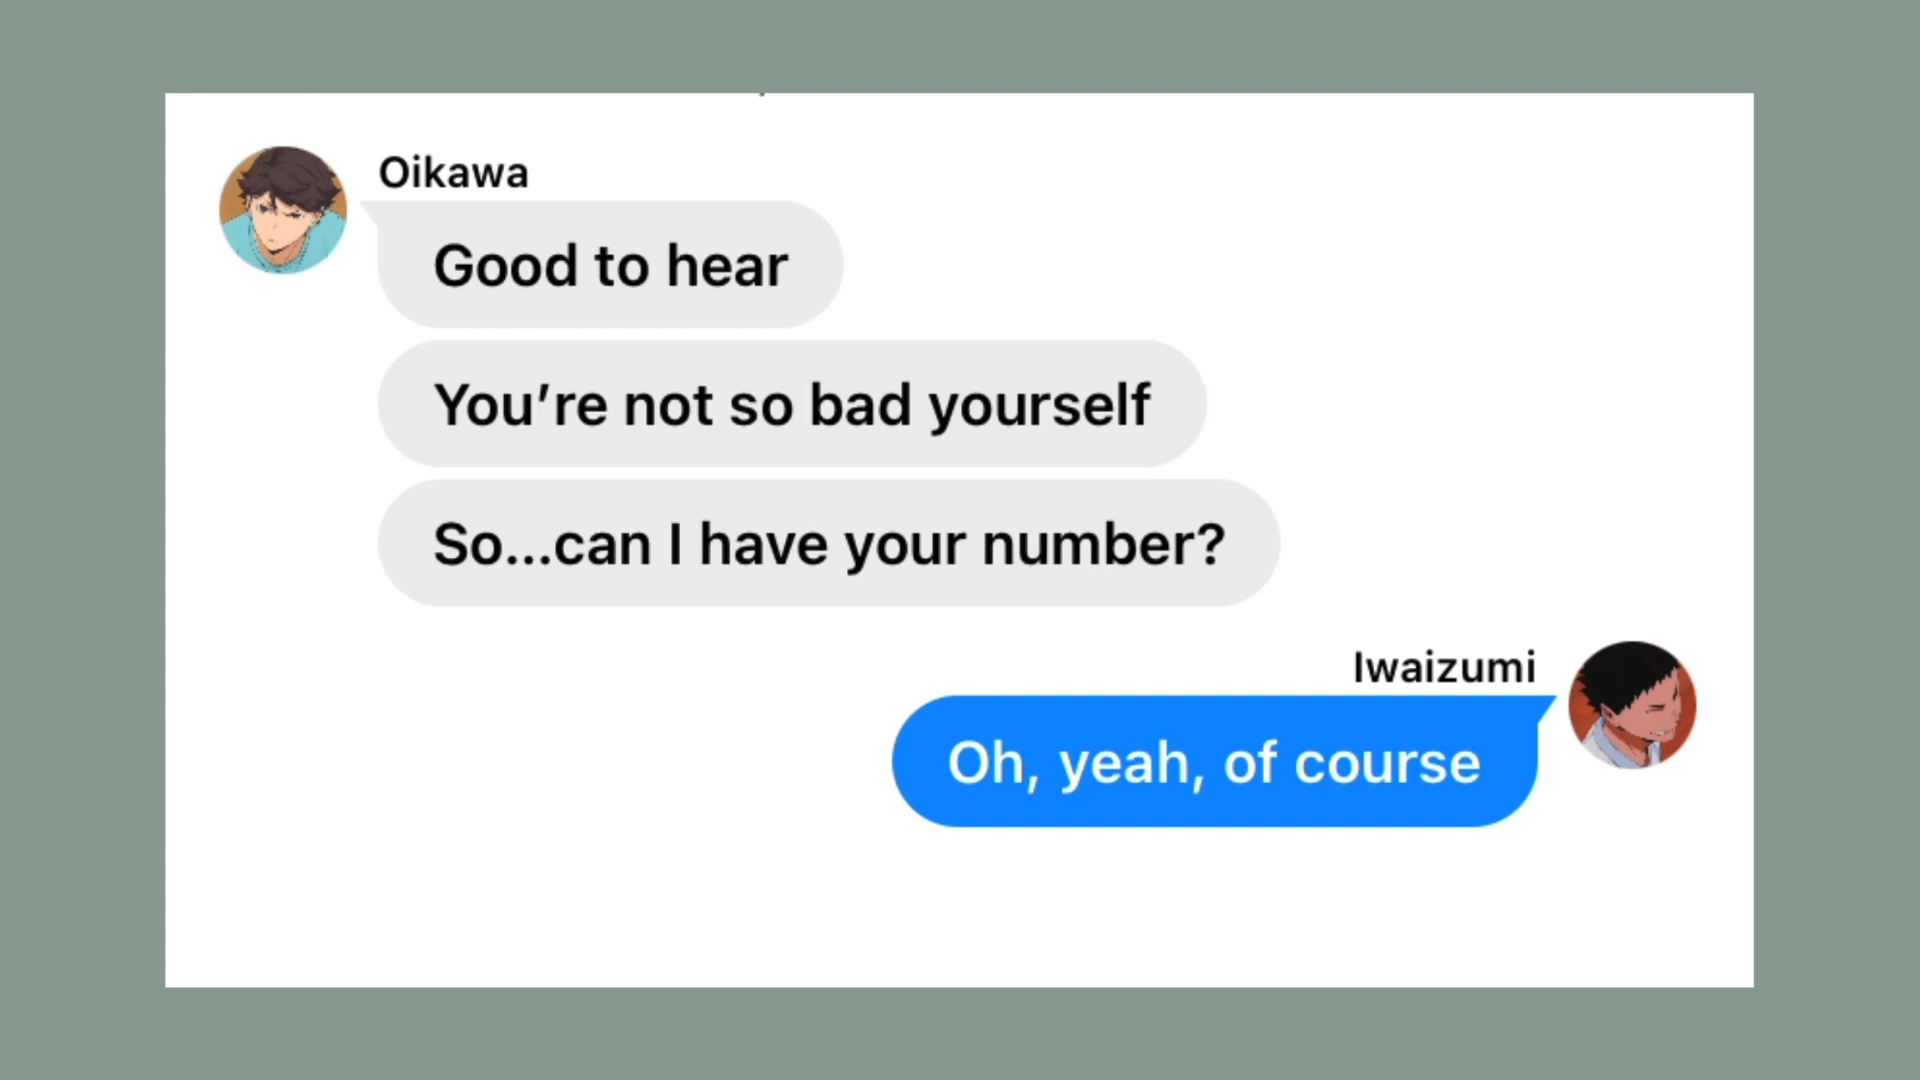 Oikawa
Good to hear
You’re not so bad yourself
So...can I have your number?
Iwaizumi
Oh, yeah, of course